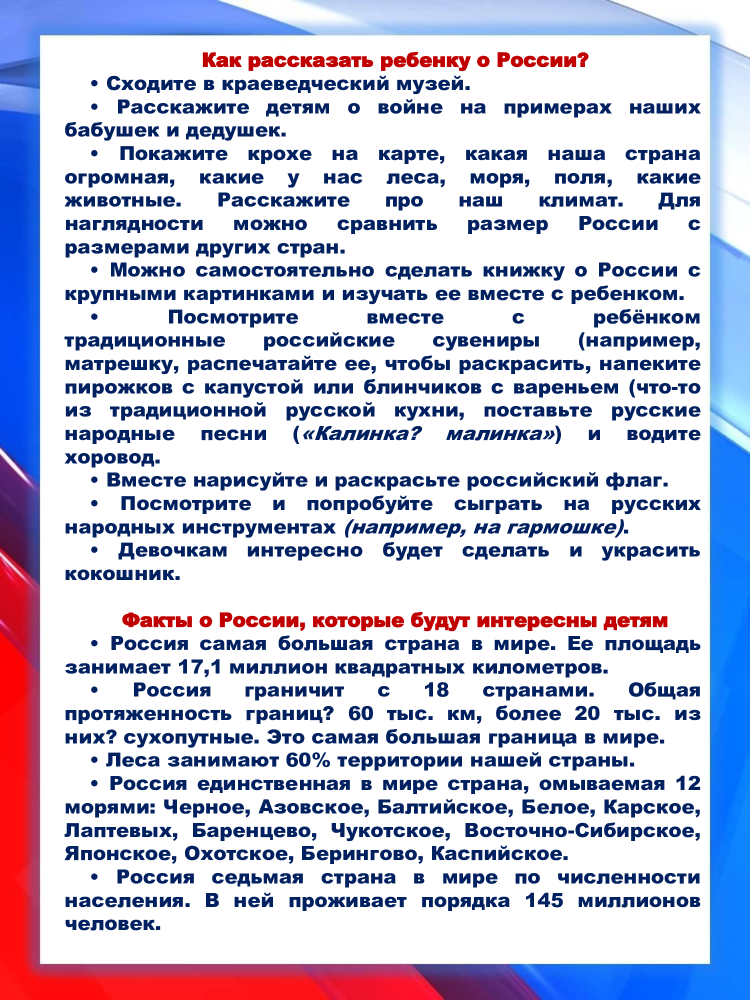 Как рассказать ребенку о России?
• Сходите в краеведческий музей.
• Расскажите детям о войне на примерах наших
бабушек и дедушек.
• Покажите крохе на карте, какая наша страна
огромная, какие у нас леса, моря, поля, какие
животные. Расскажите про наш климат. Для
наглядности можно сравнить размер России с
размерами других стран.
• Можно самостоятельно сделать книжку о России с
крупными картинками и изучать ее вместе с ребенком.
• Посмотрите вместе с ребёнком
традиционные российские сувениры (например,
матрешку, распечатайте ее, чтобы раскрасить, напеките
пирожков с капустой или блинчиков с вареньем (что-то
из традиционной русской кухни, поставьте русские
народные песни («Калинка? малинка») и водите
хоровод.
• Вместе нарисуйте и раскрасьте российский флаг.
• Посмотрите и попробуйте сыграть на русских
народных инструментах (например, на гармошке).
• Девочкам интересно будет сделать и украсить
кокошник.
Факты о России, которые будут интересны детям
• Россия самая большая страна в мире. Ее площадь
занимает 17,1 миллион квадратных километров.
• Россия граничит с 18 странами. Общая
протяженность границ? 60 тыс. км, более 20 тыс. из
них? сухопутные. Это самая большая граница в мире.
• Леса занимают 60% территории нашей страны.
• Россия единственная в мире страна, омываемая 12
морями: Черное, Азовское, Балтийское, Белое, Карское,
Лаптевых, Баренцево, Чукотское, Восточно-Сибирское,
Японское, Охотское, Берингово, Каспийское.
• Россия седьмая страна в мире по численности
населения. В ней проживает порядка 145 миллионов
человек.